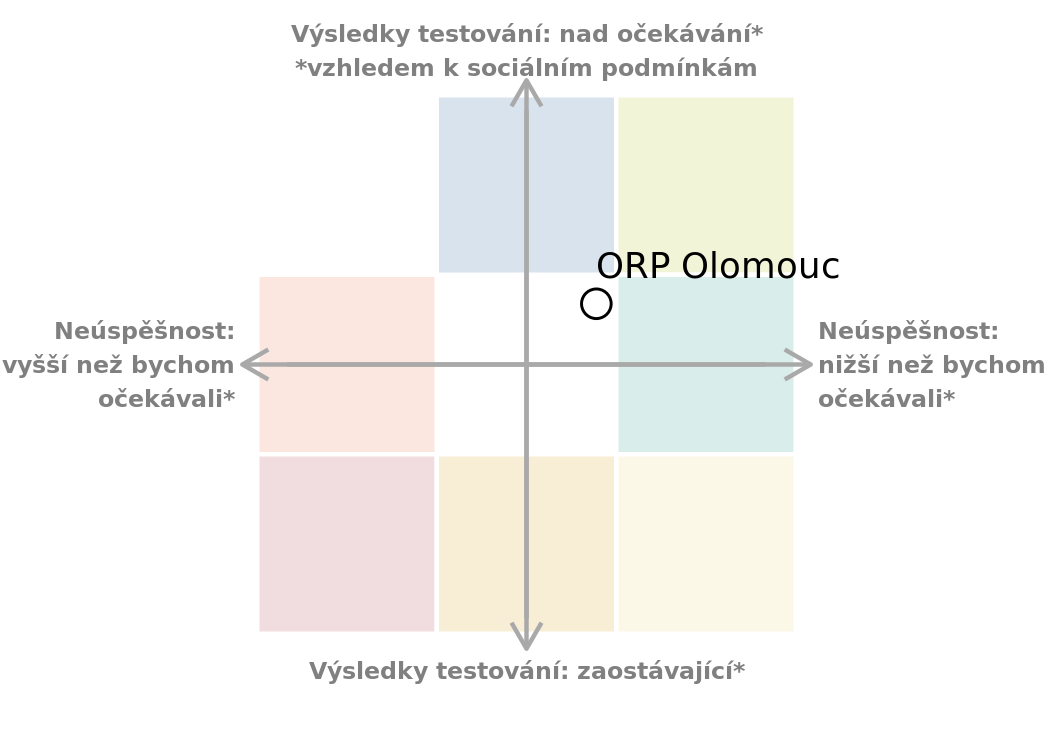 Výsledky testování: nad očekávání*
*vzhledem k sociálním podmínkám
ORP Olomouc
Neúspěšnost:
vyšší než bychom
očekávali*
Neúspěšnost:
nižší než bychom
očekávali*
Výsledky testování: zaostávající*